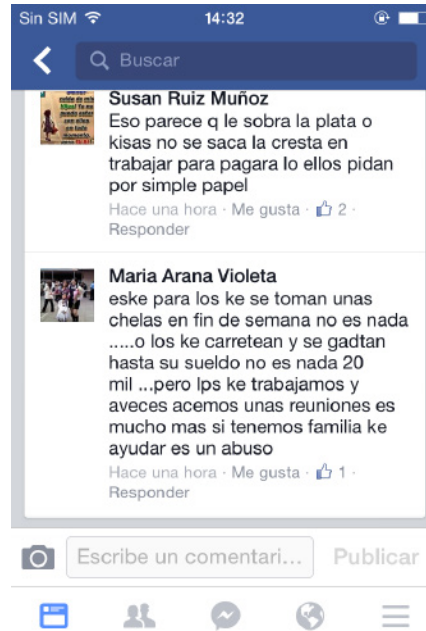 Sin SIM 14:32
Buscar
Susan Ruiz Muñoz
Eso parece q le sobra la plata o
kisas no se saca la cresta en
trabajar para pagara lo ellos pidan
por simple papel
Hace una hora · Me gusta · 2 ·
Responder
Maria Arana Violeta
eske para los ke se toman unas
chelas en fin de semana no es nada
.....o los ke carretean y se gadtan
hasta su sueldo no es nada 20
mil ...pero lps ke trabajamos y
aveces acemos unas reuniones es
mucho mas si tenemos familia ke
ayudar es un abuso
Hace una hora · Me gusta · 1 ·
Responder
Escribe un comentari... Publicar